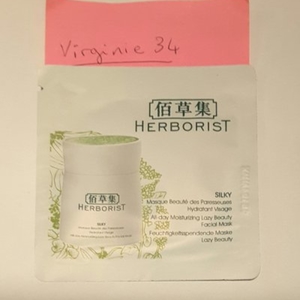 Virginie 34
佰草集
HERBORIST
佰草集
HERBORIST
SILKY
SILKY
Masque Beauté des Paresseuses
Hydratant Visage
All-day Moisturizing Lazy Beauty
Facial Mask
Feuchtigkeitsspendende Maske
Lazy Beauty